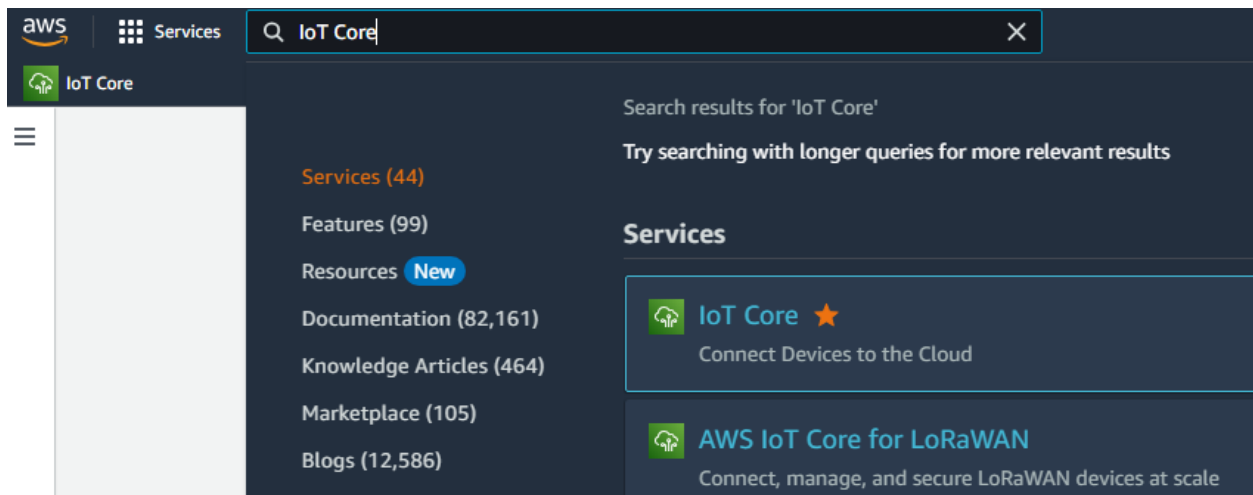 aws
Services
IoT Core
IoT Core
Search results for 'IoT Core'
Try searching with longer queries for more relevant results
Services (44)
Features (99)
Resources New
Documentation (82,161)
Knowledge Articles (464)
Marketplace (105)
Blogs (12,586)
Services
IoT Core
Connect Devices to the Cloud
AWS IoT Core for LoRaWAN
Connect, manage, and secure LoRaWAN devices at scale